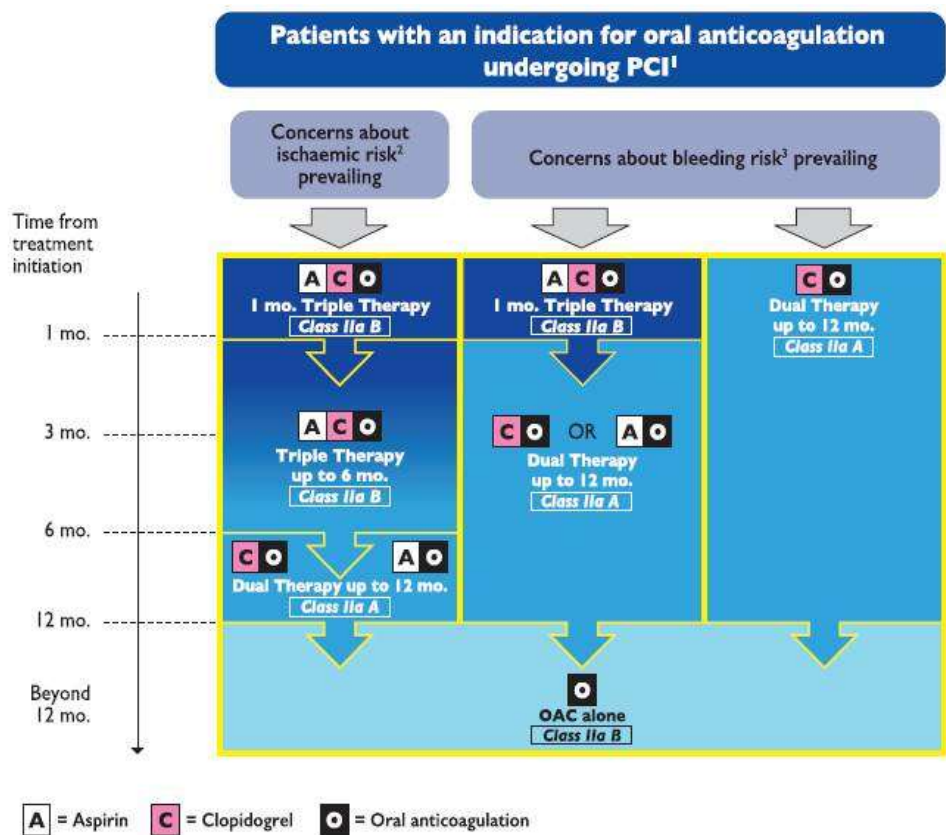 Patients with an indication for oral anticoagulation
undergoing PCI¹
Concerns about
ischaemic risk²
prevailing
Concerns about bleeding risk³ prevailing
Time from
treatment
initiation
A C O
1 mo. Triple Therapy
Class IIa B
A C O
1 mo. Triple Therapy
Class IIa B
C O
Dual Therapy
up to 12 mo.
Class IIa A
1 mo.
3 mo.
A C O
Triple Therapy
up to 6 mo.
Class IIa B
C O OR A O
Dual Therapy
up to 12 mo.
Class IIa A
6 mo.
C O A O
Dual Therapy up to 12 mo.
Class IIa A
12 mo.
Beyond
12 mo.
O
OAC alone
Class IIa B
A = Aspirin C = Clopidogrel O = Oral anticoagulation